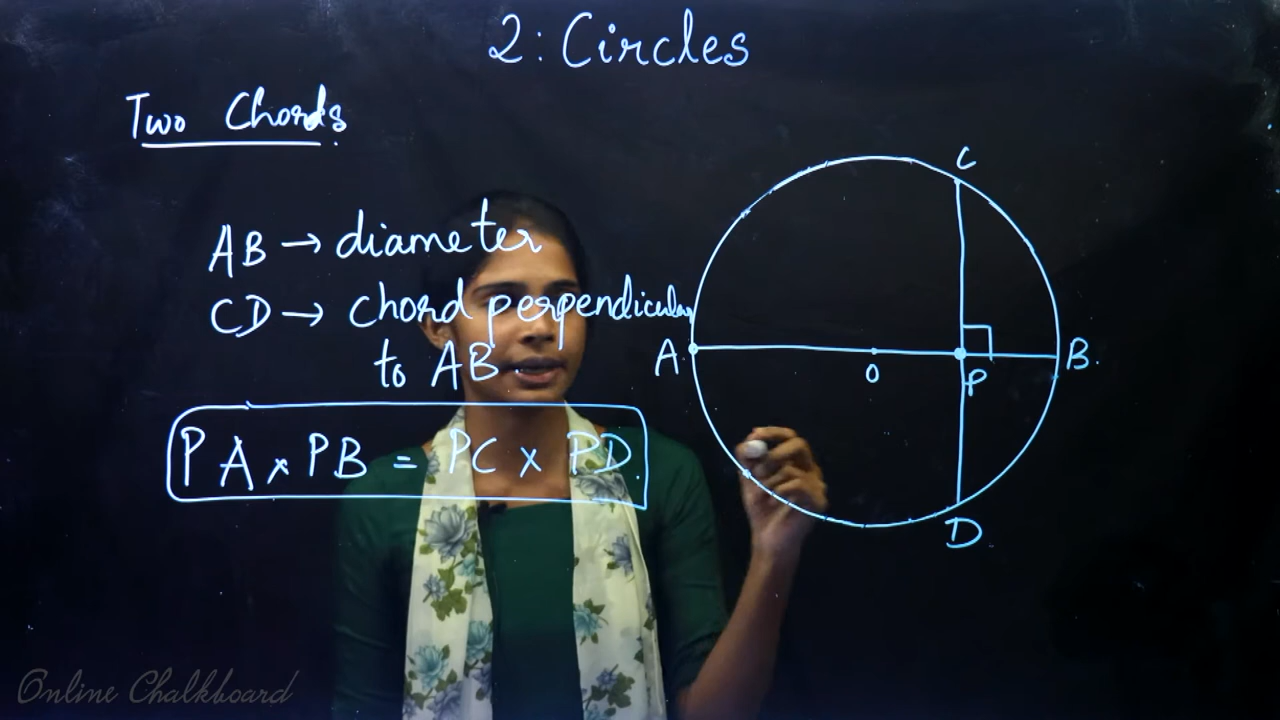 2: Circles
Two Chords.
AB → diameter
CD → chord perpendicular
to AB.
PA × PB = PC × PD.
C
A
O
P
B.
D.
Online Chalkboard